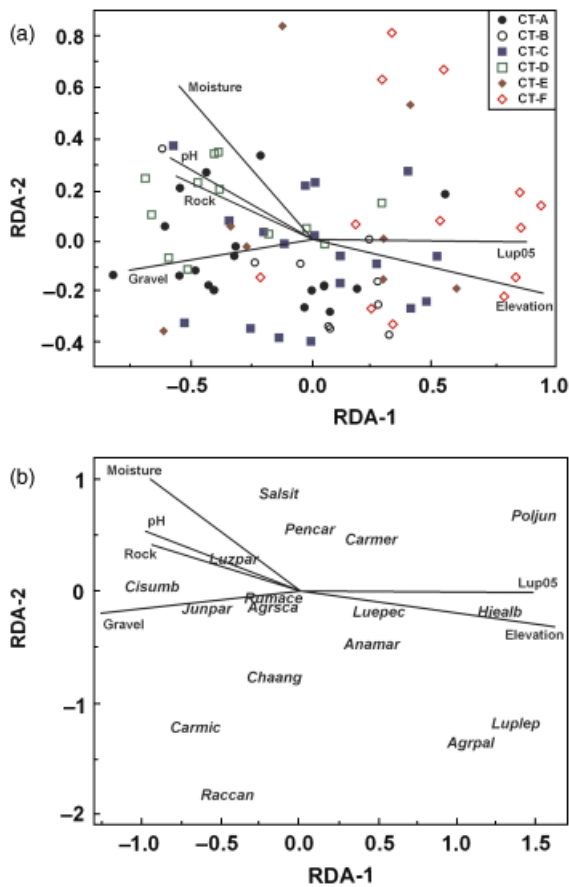 (a)
CT-A
CT-B
CT-C
CT-D
CT-E
CT-F
0.8
0.6
0.4
0.2
0.0
−0.2
−0.4
RDA-2
Moisture
pH
Rock
Gravel
Lup05
Elevation
−0.5
0.0
0.5
1.0
RDA-1
(b)
1
0
−1
−2
RDA-2
Moisture
Salsit
Poljun
pH
Pencar
Carmer
Rock
Luzpar
Cisumb
Rumace
Lup05
Junpar
Agrsca
Luepec
Hiealb
Gravel
Elevation
Anamar
Chaang
Carmic
Luplep
Agrpal
Raccan
−1.0
−0.5
0.0
0.5
1.0
1.5
RDA-1